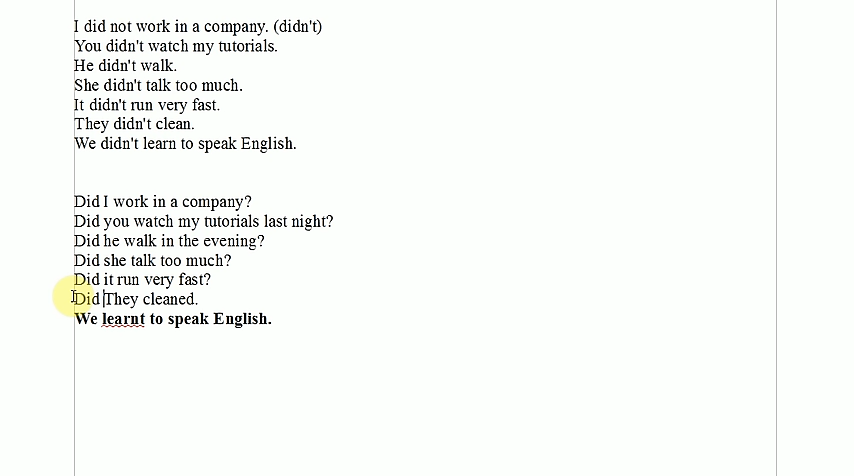 I did not work in a company. (didn't)
You didn't watch my tutorials.
He didn't walk.
She didn't talk too much.
It didn't run very fast.
They didn't clean.
We didn't learn to speak English.
Did I work in a company?
Did you watch my tutorials last night?
Did he walk in the evening?
Did she talk too much?
Did it run very fast?
Did They cleaned.
We learnt to speak English.